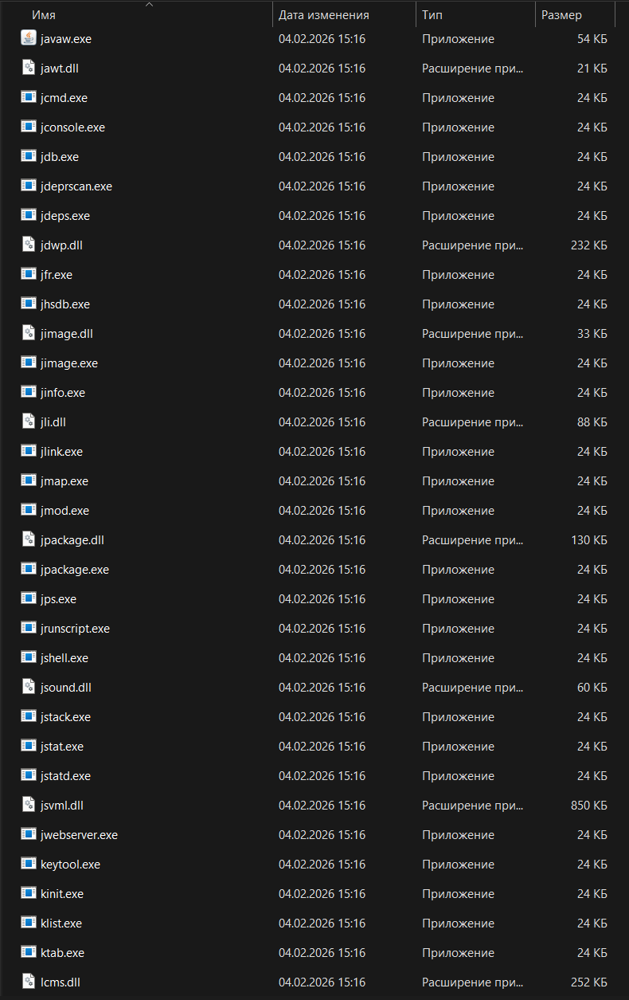 Имя Дата изменения Тип Размер
javaw.exe 04.02.2026 15:16 Приложение 54 КБ
jawt.dll 04.02.2026 15:16 Расширение при... 21 КБ
jcmd.exe 04.02.2026 15:16 Приложение 24 КБ
jconsole.exe 04.02.2026 15:16 Приложение 24 КБ
jdb.exe 04.02.2026 15:16 Приложение 24 КБ
jdeprscan.exe 04.02.2026 15:16 Приложение 24 КБ
jdeps.exe 04.02.2026 15:16 Приложение 24 КБ
jdwp.dll 04.02.2026 15:16 Расширение при... 232 КБ
jfr.exe 04.02.2026 15:16 Приложение 24 КБ
jhsdb.exe 04.02.2026 15:16 Приложение 24 КБ
jimage.dll 04.02.2026 15:16 Расширение при... 33 КБ
jimage.exe 04.02.2026 15:16 Приложение 24 КБ
jinfo.exe 04.02.2026 15:16 Приложение 24 КБ
jli.dll 04.02.2026 15:16 Расширение при... 88 КБ
jlink.exe 04.02.2026 15:16 Приложение 24 КБ
jmap.exe 04.02.2026 15:16 Приложение 24 КБ
jmod.exe 04.02.2026 15:16 Приложение 24 КБ
jpackage.dll 04.02.2026 15:16 Расширение при... 130 КБ
jpackage.exe 04.02.2026 15:16 Приложение 24 КБ
jps.exe 04.02.2026 15:16 Приложение 24 КБ
jrunscript.exe 04.02.2026 15:16 Приложение 24 КБ
jshell.exe 04.02.2026 15:16 Приложение 24 КБ
jsound.dll 04.02.2026 15:16 Расширение при... 60 КБ
jstack.exe 04.02.2026 15:16 Приложение 24 КБ
jstat.exe 04.02.2026 15:16 Приложение 24 КБ
jstatd.exe 04.02.2026 15:16 Приложение 24 КБ
jsvml.dll 04.02.2026 15:16 Расширение при... 850 КБ
jwebserver.exe 04.02.2026 15:16 Приложение 24 КБ
keytool.exe 04.02.2026 15:16 Приложение 24 КБ
kinit.exe 04.02.2026 15:16 Приложение 24 КБ
klist.exe 04.02.2026 15:16 Приложение 24 КБ
ktab.exe 04.02.2026 15:16 Приложение 24 КБ
lcms.dll 04.02.2026 15:16 Расширение при... 252 КБ